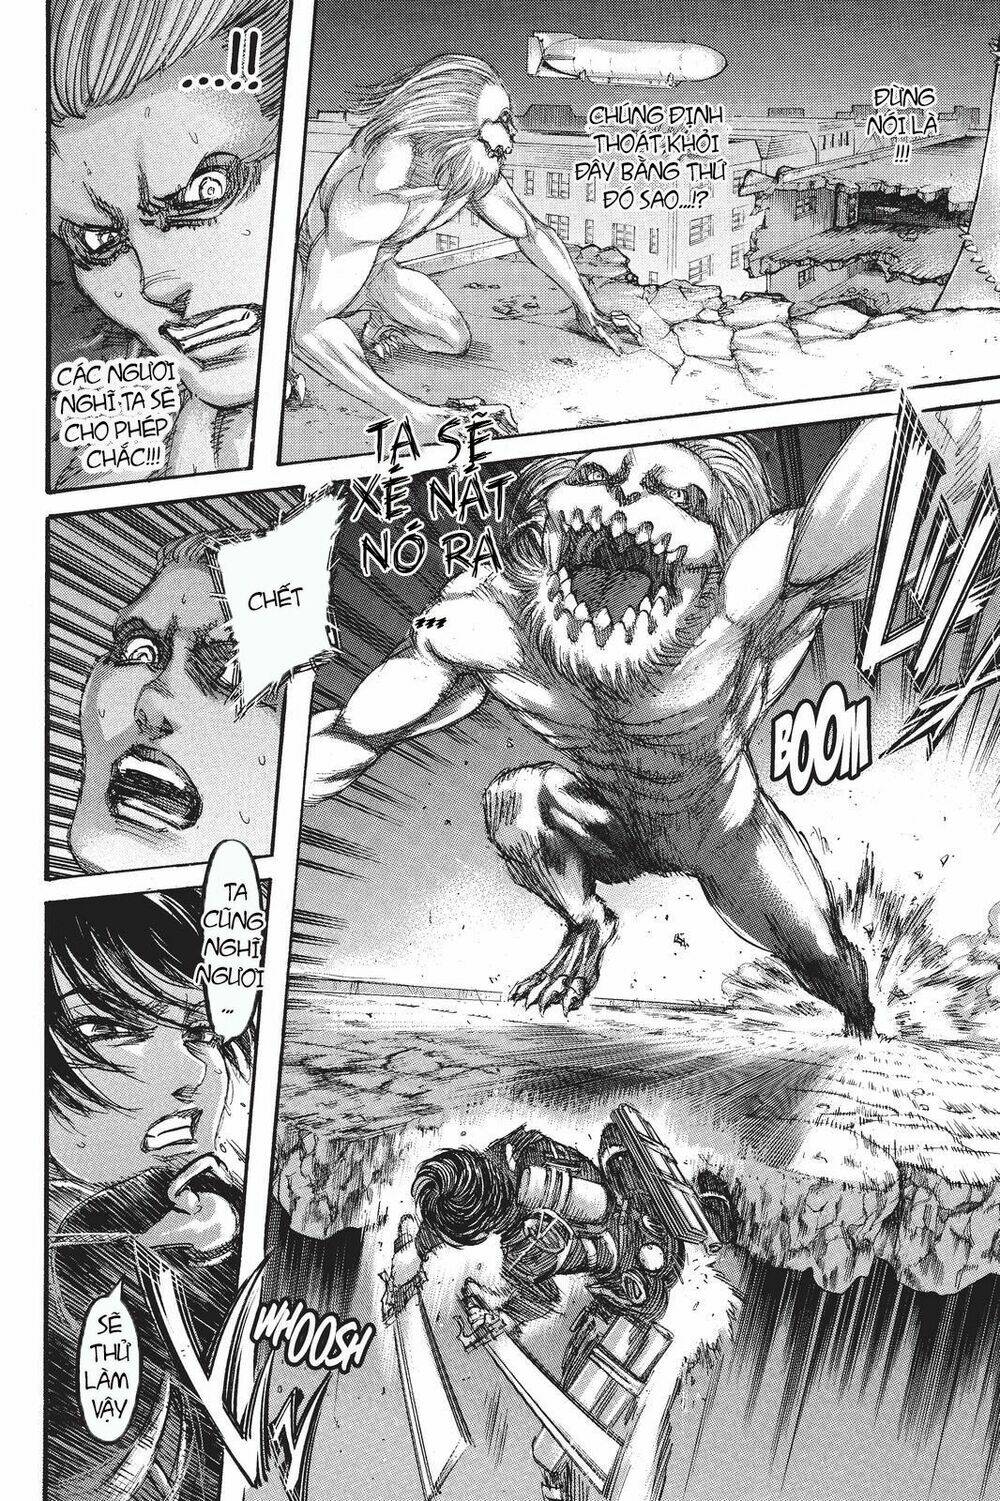 ĐỪNG
NÓI LÀ
!!!
CHÚNG ĐỊNH
THOÁT KHỎI
ĐÂY BẰNG THỨ
ĐÓ SAO...!?
.....!!
CÁC NGƯƠI
NGHĨ TA SẼ
CHO PHÉP
CHẮC!!!
TA SẼ
XÉ NÁT
NÓ RA
!!!
BOOM
CHẾT
TA
CŨNG
NGHĨ
NGƯƠI
...
SẼ
THỬ
LÀM
VẬY
WHOOSH